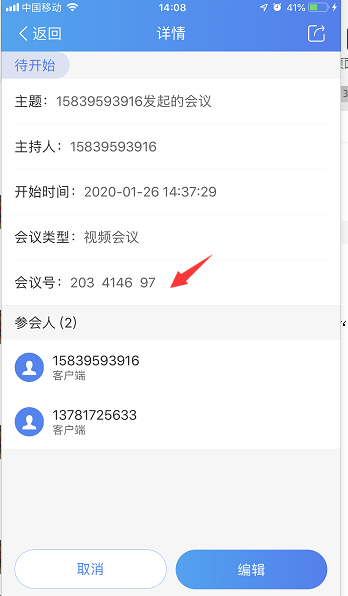 中国移动 14:08 41%
返回 详情
待开始
主题：15839593916发起的会议
主持人：15839593916
开始时间：2020-01-26 14:37:29
会议类型：视频会议
会议号：203 4146 97
参会人 (2)
15839593916
客户端
13781725633
客户端
取消 编辑